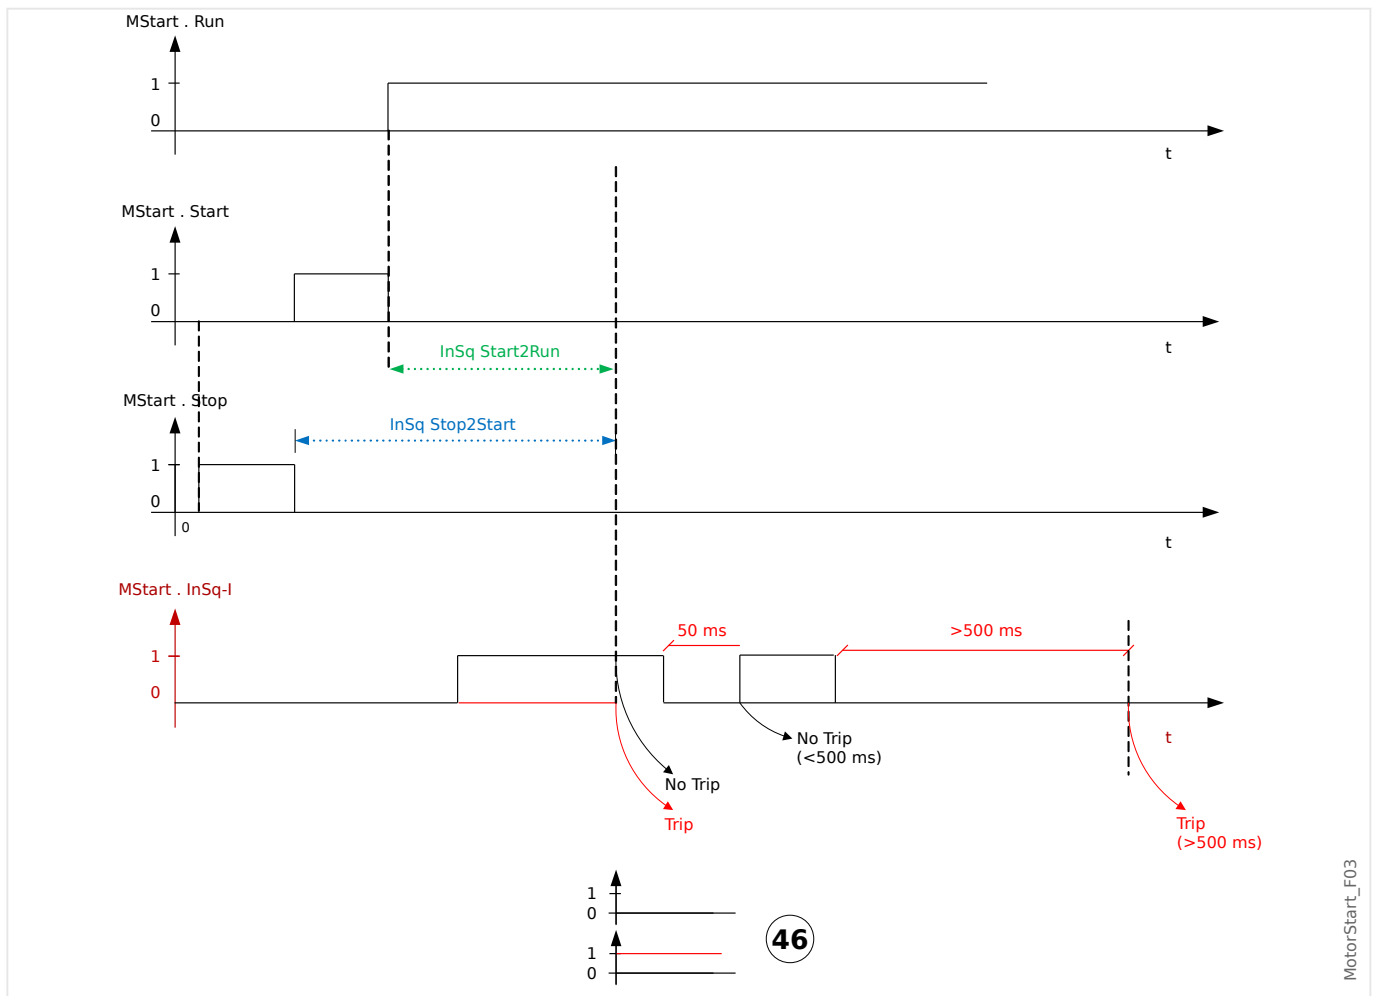 MStart . Run
1
0
t
MStart . Start
1
0
t
InSq Start2Run
MStart . Stop
InSq Stop2Start
1
0
0
t
MStart . InSq-I
50 ms
>500 ms
1
0
t
No Trip
(<500 ms)
No Trip
Trip
Trip
(>500 ms)
1
0
46
1
0
MotorStart_F03